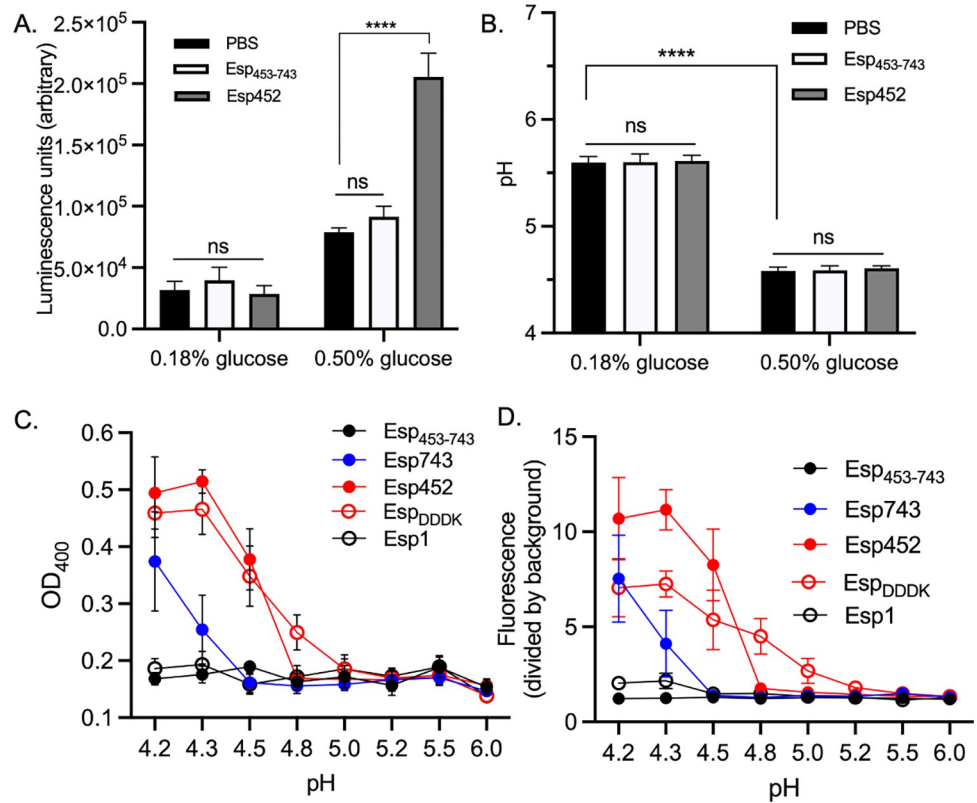 A.
Luminescence units (arbitrary)
2.5×10⁵
2.0×10⁵
1.5×10⁵
1.0×10⁵
5.0×10⁴
0.0
PBS
Esp₄₅₃₋₇₄₃
Esp452
****
ns
ns
0.18% glucose
0.50% glucose
B.
pH
7
6
5
4
PBS
Esp₄₅₃₋₇₄₃
Esp452
****
ns
ns
0.18% glucose
0.50% glucose
C.
OD₄₀₀
0.6
0.5
0.4
0.3
0.2
0.1
Esp₄₅₃₋₇₄₃
Esp743
Esp452
Esp_DDDK
Esp1
4.2 4.3 4.5 4.8 5.0 5.2 5.5 6.0
pH
D.
Fluorescence
(divided by background)
15
10
5
0
Esp₄₅₃₋₇₄₃
Esp743
Esp452
Esp_DDDK
Esp1
4.2 4.3 4.5 4.8 5.0 5.2 5.5 6.0
pH